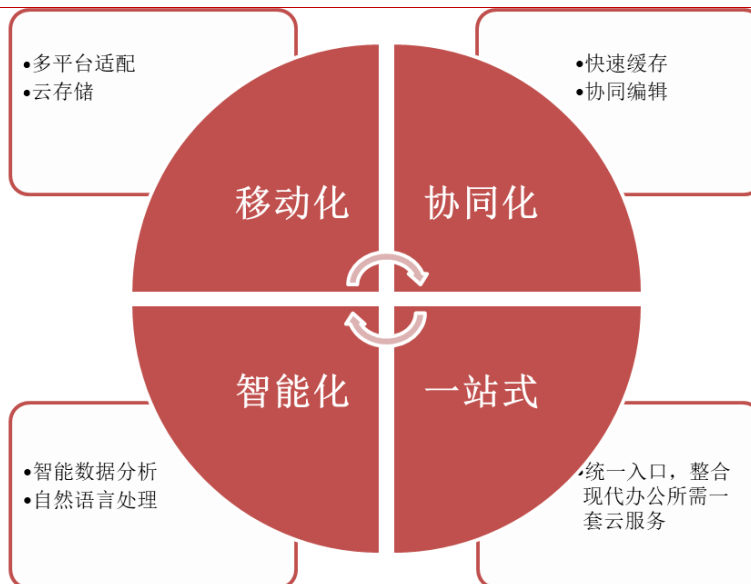 •多平台适配
•云存储
•快速缓存
•协同编辑
移动化
协同化
智能化
一站式
•智能数据分析
•自然语言处理
•统一入口，整合
现代办公所需一
套云服务